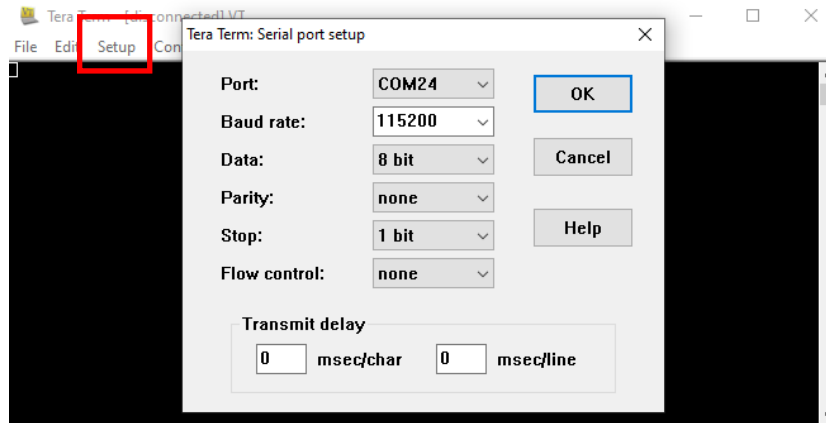 Tera Term - [disconnected] VT
File Edit Setup Con
Tera Term: Serial port setup
Port: COM24
OK
Baud rate: 115200
Data: 8 bit
Cancel
Parity: none
Stop: 1 bit
Help
Flow control: none
Transmit delay
0 msec/char 0 msec/line